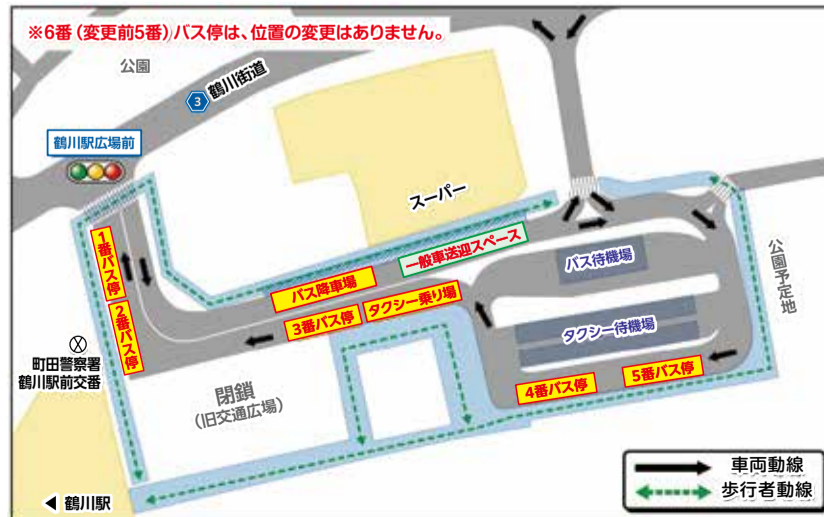 ※6番（変更前5番）バス停は、位置の変更はありません。
公園
3
鶴川街道
鶴川駅広場前
スーパー
一般車送迎スペース
バス降車場
バス待機場
公園予定地
1番バス停
2番バス停
3番バス停
タクシー乗り場
タクシー待機場
町田警察署
鶴川駅前交番
閉鎖
（旧交通広場）
4番バス停
5番バス停
車両動線
歩行者動線
◀ 鶴川駅